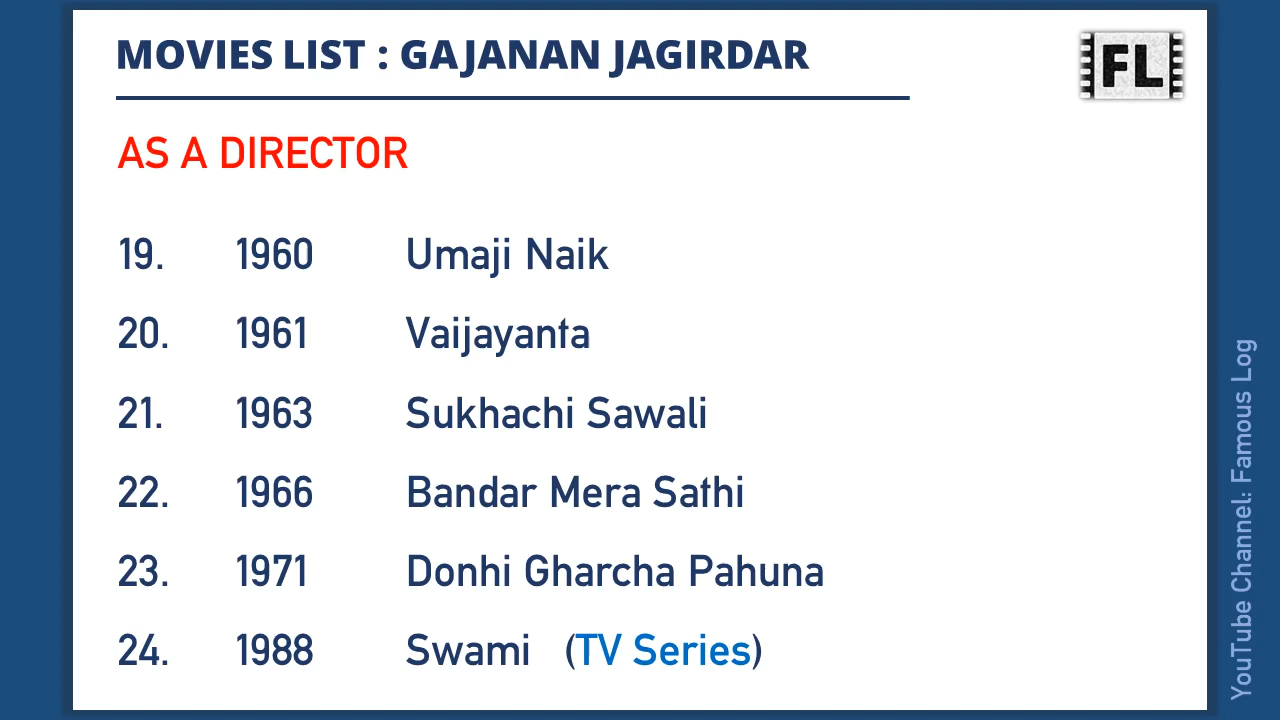 MOVIES LIST : GAJANAN JAGIRDAR
FL
AS A DIRECTOR
19. 1960 Umaji Naik
20. 1961 Vaijayanta
21. 1963 Sukhachi Sawali
22. 1966 Bandar Mera Sathi
23. 1971 Donhi Gharcha Pahuna
24. 1988 Swami (TV Series)
YouTube Channel: Famous Log